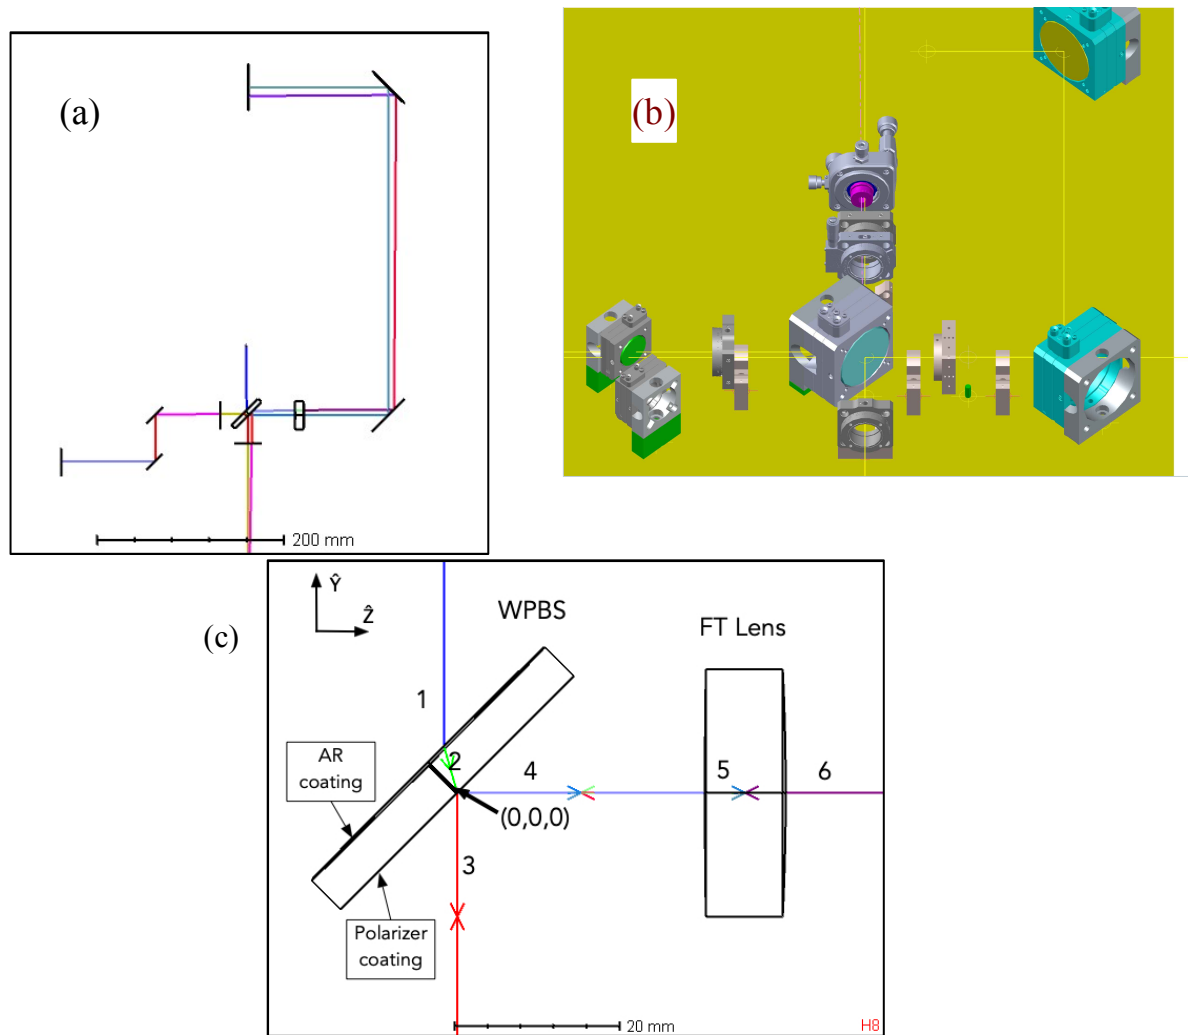 (a)
200 mm
(b)
(c)
Ŷ
Ẑ
WPBS
FT Lens
1
AR
coating
2
4
5
6
(0,0,0)
3
Polarizer
coating
20 mm
H8